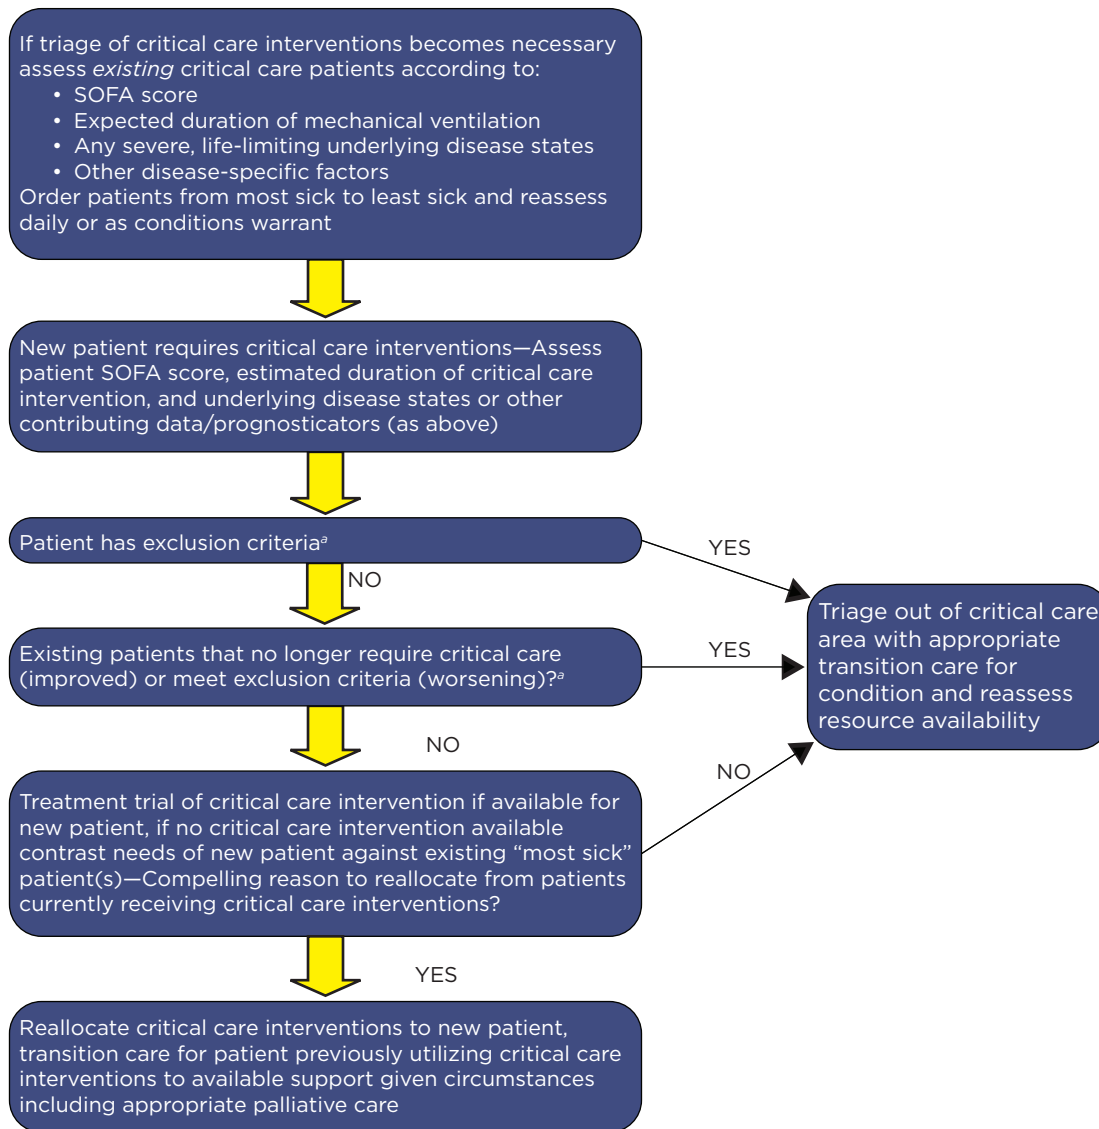 If triage of critical care interventions becomes necessary
assess existing critical care patients according to:
• SOFA score
• Expected duration of mechanical ventilation
• Any severe, life-limiting underlying disease states
• Other disease-specific factors
Order patients from most sick to least sick and reassess
daily or as conditions warrant
New patient requires critical care interventions—Assess
patient SOFA score, estimated duration of critical care
intervention, and underlying disease states or other
contributing data/prognosticators (as above)
Patient has exclusion criteriaᵃ
YES
NO
Existing patients that no longer require critical care
(improved) or meet exclusion criteria (worsening)?ᵃ
YES
Triage out of critical care
area with appropriate
transition care for
condition and reassess
resource availability
NO
Treatment trial of critical care intervention if available for
new patient, if no critical care intervention available
contrast needs of new patient against existing “most sick”
patient(s)—Compelling reason to reallocate from patients
currently receiving critical care interventions?
NO
YES
Reallocate critical care interventions to new patient,
transition care for patient previously utilizing critical care
interventions to available support given circumstances
including appropriate palliative care